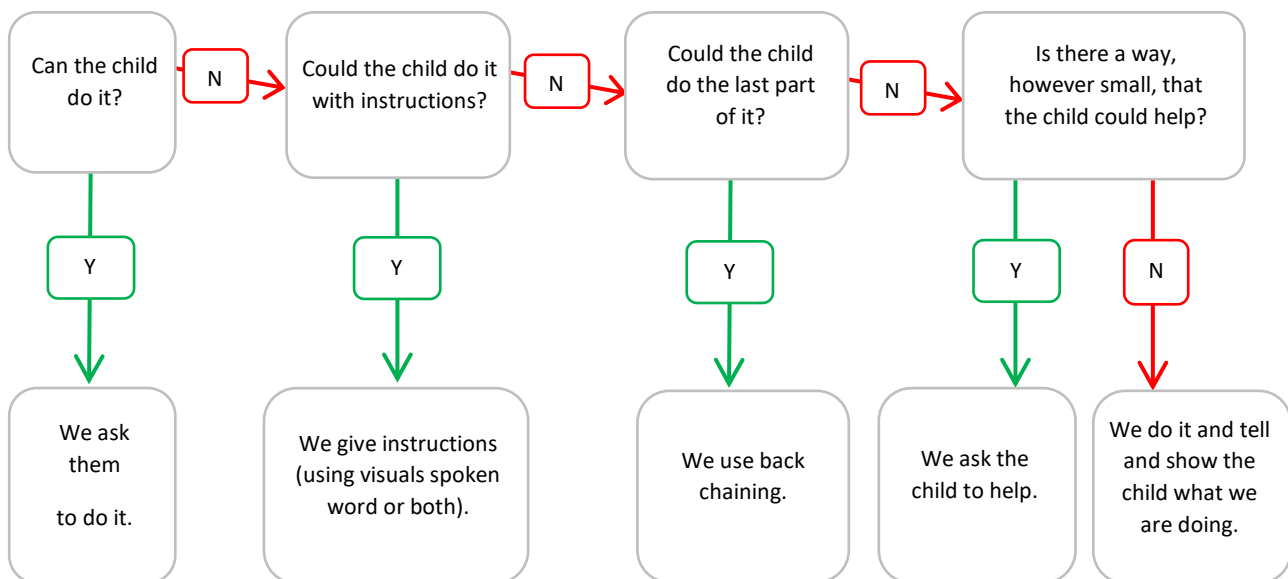 Can the child
do it?
N
Could the child do it
with instructions?
N
Could the child
do the last part
of it?
N
Is there a way,
however small, that
the child could help?
Y
Y
Y
Y
N
We ask
them
to do it.
We give instructions
(using visuals spoken
word or both).
We use back
chaining.
We ask the
child to help.
We do it and tell
and show the
child what we
are doing.